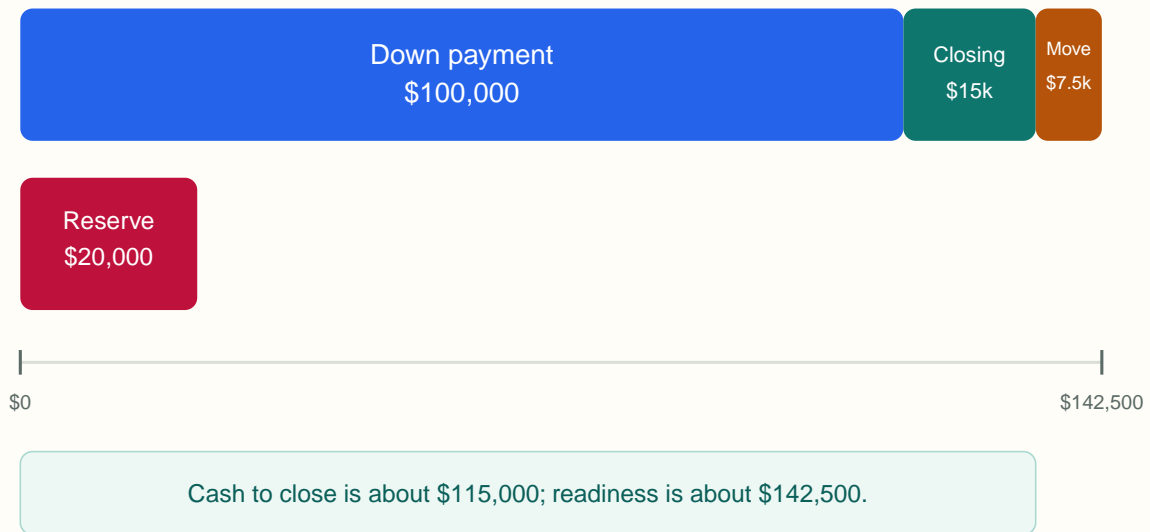 Down payment
$100,000
Closing
$15k
Move
$7.5k
Reserve
$20,000
$0
$142,500
Cash to close is about $115,000; readiness is about $142,500.